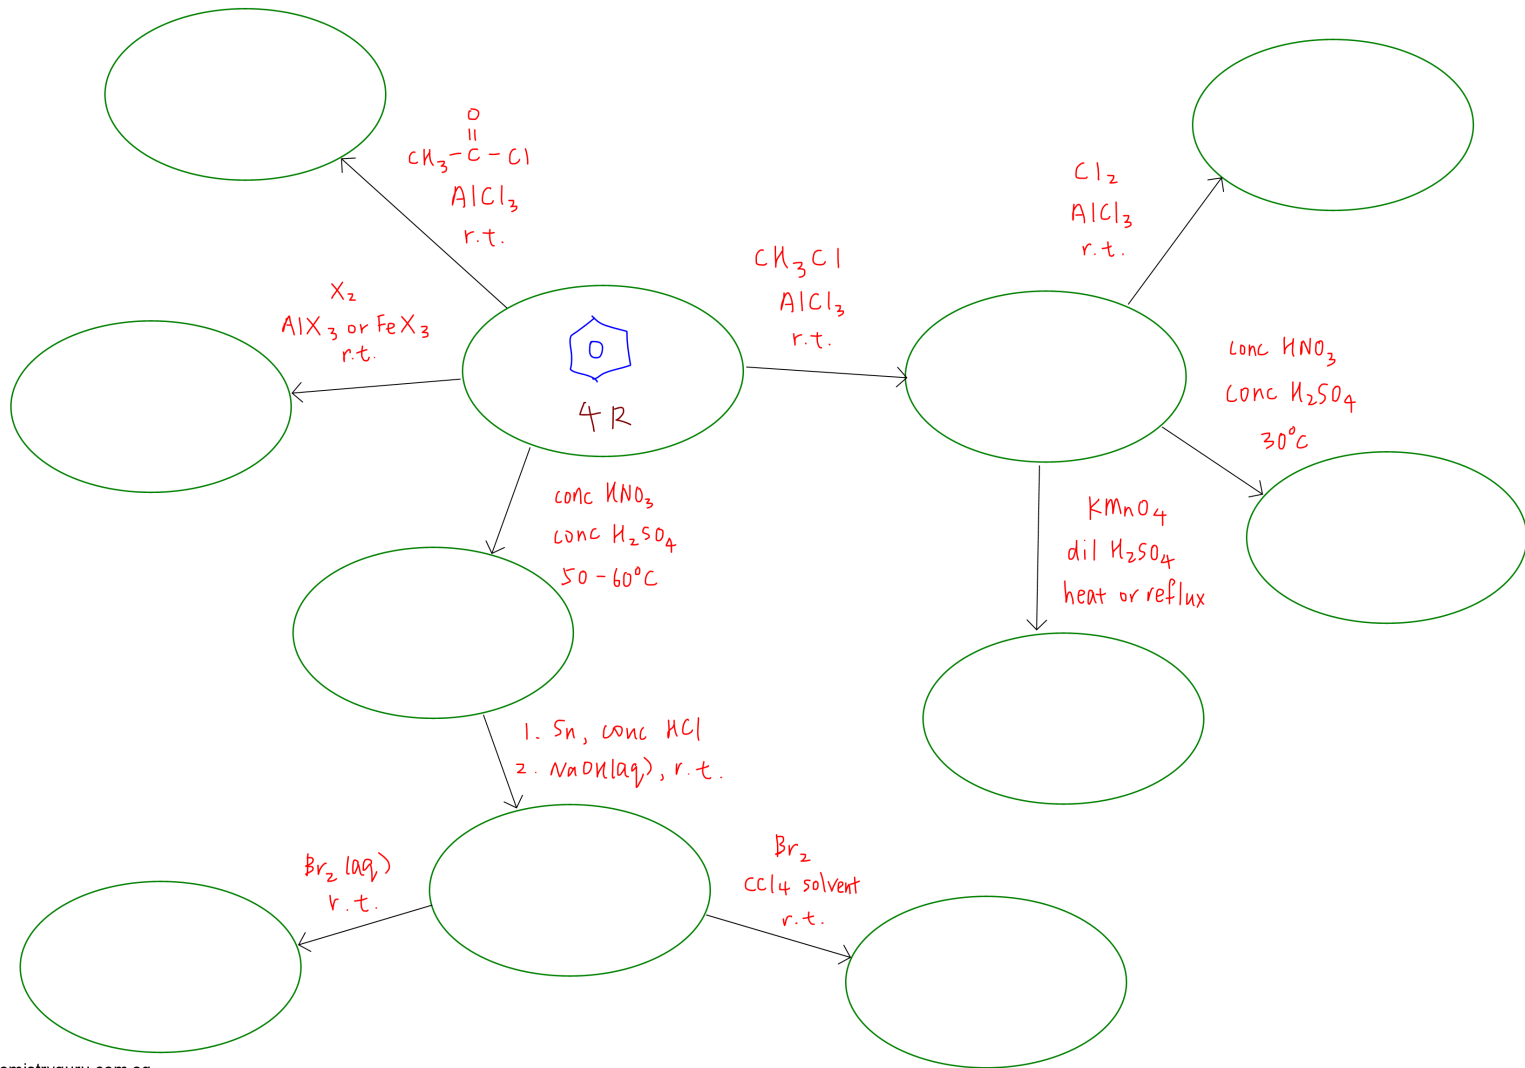 O
||
CH₃-C-Cl
AlCl₃
r.t.
X₂
AlX₃ or FeX₃
r.t.
4R
conc HNO₃
conc H₂SO₄
50-60°C
1. Sn, conc HCl
2. NaOH(aq), r.t.
Br₂(aq)
r.t.
Br₂
CCl₄ solvent
r.t.
CH₃Cl
AlCl₃
r.t.
Cl₂
AlCl₃
r.t.
conc HNO₃
conc H₂SO₄
30°C
KMnO₄
dil H₂SO₄
heat or reflux